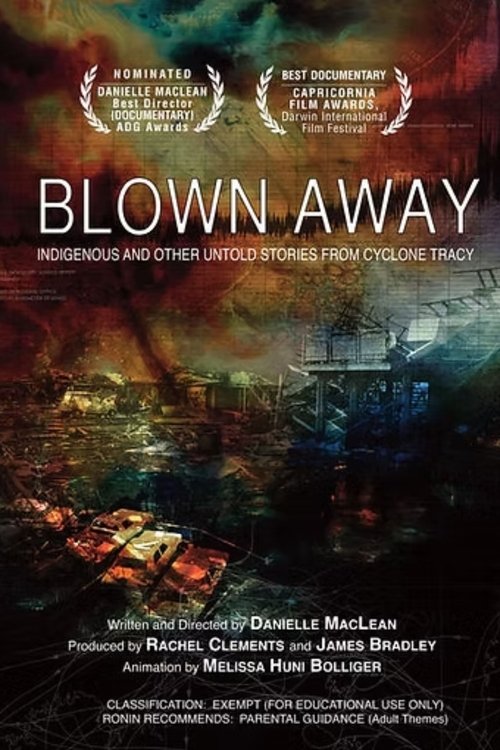 NOMINATED
DANIELLE MACLEAN
Best Director
(DOCUMENTARY)
ADG Awards
BEST DOCUMENTARY
CAPRICORNIA
FILM AWARDS,
Darwin International
Film Festival
BLOWN AWAY
INDIGENOUS AND OTHER UNTOLD STORIES FROM CYCLONE TRACY
Written and Directed by DANIELLE MACLEAN
Produced by RACHEL CLEMENTS and JAMES BRADLEY
Animation by MELISSA HUNI BOLLIGER
CLASSIFICATION: EXEMPT (FOR EDUCATIONAL USE ONLY)
RONIN RECOMMENDS: PARENTAL GUIDANCE (Adult Themes)